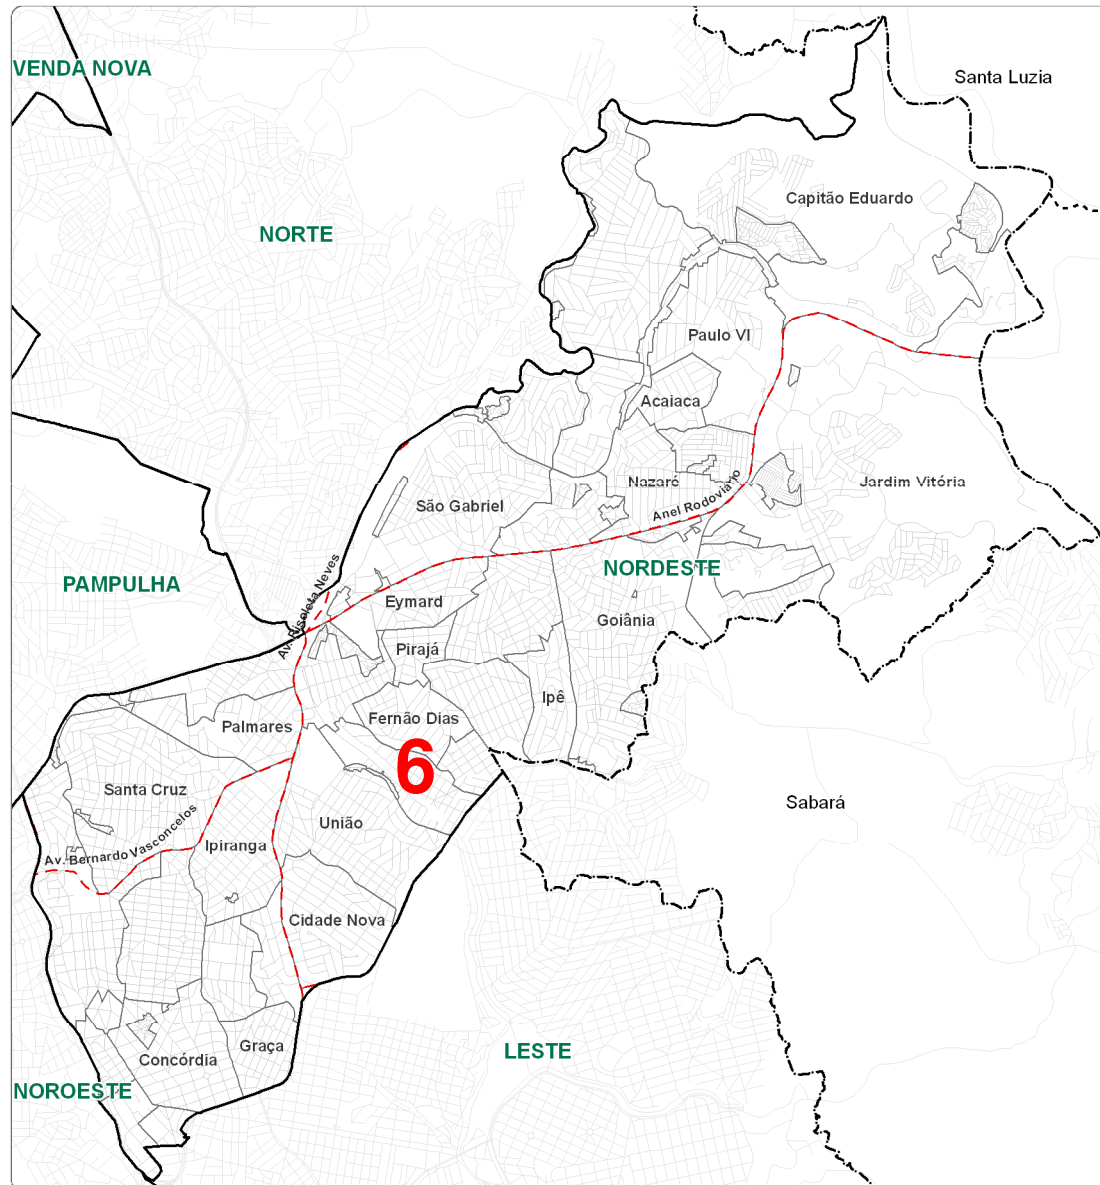 VENDA NOVA
Santa Luzia
Capitão Eduardo
NORTE
Paulo VI
Acaiaca
Nazaré
Jardim Vitória
São Gabriel
Anel Rodoviário
NORDESTE
PAMPULHA
Av. Risoleta Neves
Eymard
Goiânia
Pirajá
Ipê
Fernão Dias
Palmares
6
Santa Cruz
Sabará
União
Av. Bernardo Vasconcelos
Ipiranga
Cidade Nova
Graça
LESTE
Concórdia
NOROESTE